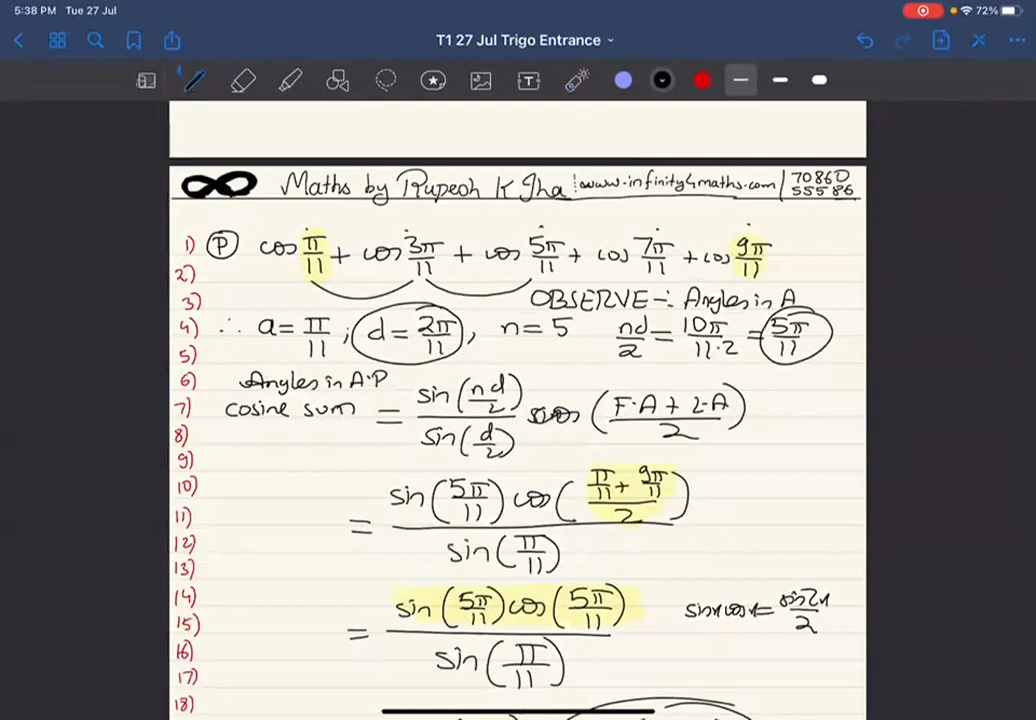 5:38 PM Tue 27 Jul 72%
T1 27 Jul Trigo Entrance
Maths by Rupesh K Jha www.infinity4maths.com / 70860 55586
1) (P) cos π/11 + cos 3π/11 + cos 5π/11 + cos 7π/11 + cos 9π/11
2)
3) OBSERVE -: Angles in A
4) ∴ a = π/11, d = 2π/11, n = 5 nd/2 = 10π/11·2 = 5π/11
5)
6) Angles in A·P
7) cosine sum = sin(nd/2)/sin(d/2) cos (F·A + L·A/2)
8)
9)
10)
11) = sin(5π/11) cos(π/11 + 9π/11/2)/sin(π/11)
12)
13)
14)
15) = sin(5π/11) cos(5π/11)/sin(π/11) sinx cosx = sin2x/2
16)
17)
18)